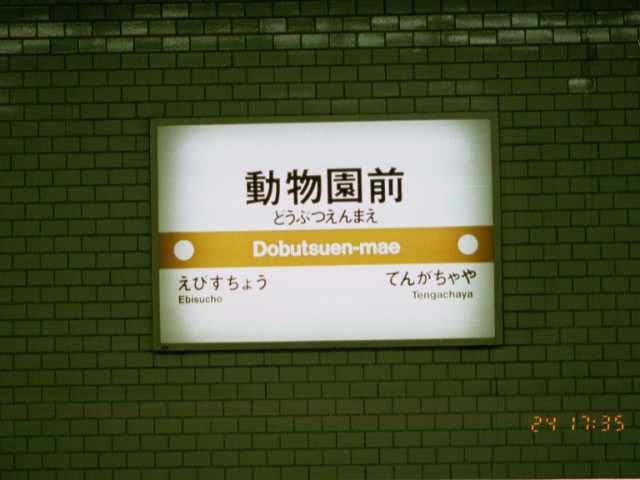 動物園前
どうぶつえんまえ
Dobutsuen-mae
えびすちょう
Ebisucho
てんがちゃや
Tengachaya
24 17:35